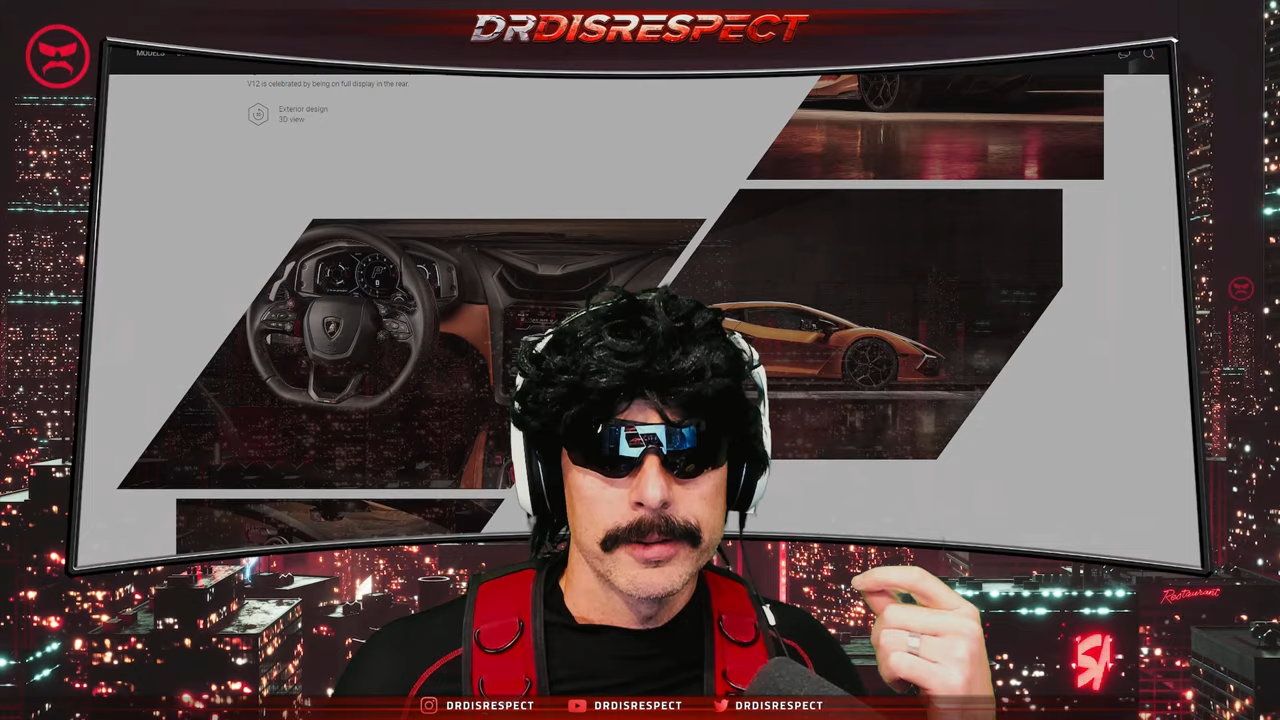 DRDISRESPECT
MODELS
V12 is celebrated by being on full display in the rear.
Exterior design
3D view
Restaurant
DRDISRESPECT
DRDISRESPECT
DRDISRESPECT